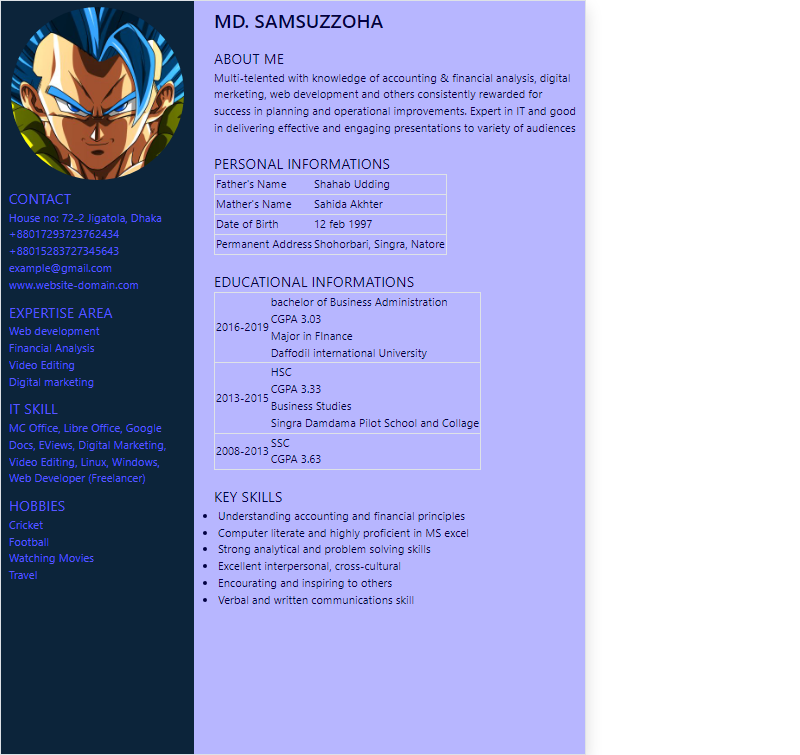 MD. SAMSUZZOHA
ABOUT ME
Multi-telented with knowledge of accounting & financial analysis, digital
merketing, web development and others consistently rewarded for
success in planning and operational improvements. Expert in IT and good
in delivering effective and engaging presentations to variety of audiences
PERSONAL INFORMATIONS
Father's Name Shahab Udding
Mather's Name Sahida Akhter
Date of Birth 12 feb 1997
Permanent Address Shohorbari, Singra, Natore
EDUCATIONAL INFORMATIONS
2016-2019
bachelor of Business Administration
CGPA 3.03
Major in FInance
Daffodil international University
2013-2015
HSC
CGPA 3.33
Business Studies
Singra Damdama Pilot School and Collage
2008-2013
SSC
CGPA 3.63
KEY SKILLS
• Understanding accounting and financial principles
• Computer literate and highly proficient in MS excel
• Strong analytical and problem solving skills
• Excellent interpersonal, cross-cultural
• Encourating and inspiring to others
• Verbal and written communications skill
CONTACT
House no: 72-2 Jigatola, Dhaka
+88017293723762434
+88015283727345643
example@gmail.com
www.website-domain.com
EXPERTISE AREA
Web development
Financial Analysis
Video Editing
Digital marketing
IT SKILL
MC Office, Libre Office, Google
Docs, EViews, Digital Marketing,
Video Editing, Linux, Windows,
Web Developer (Freelancer)
HOBBIES
Cricket
Football
Watching Movies
Travel